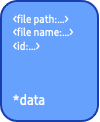 <file path:...>
<file name:...>
<id:...>
*data